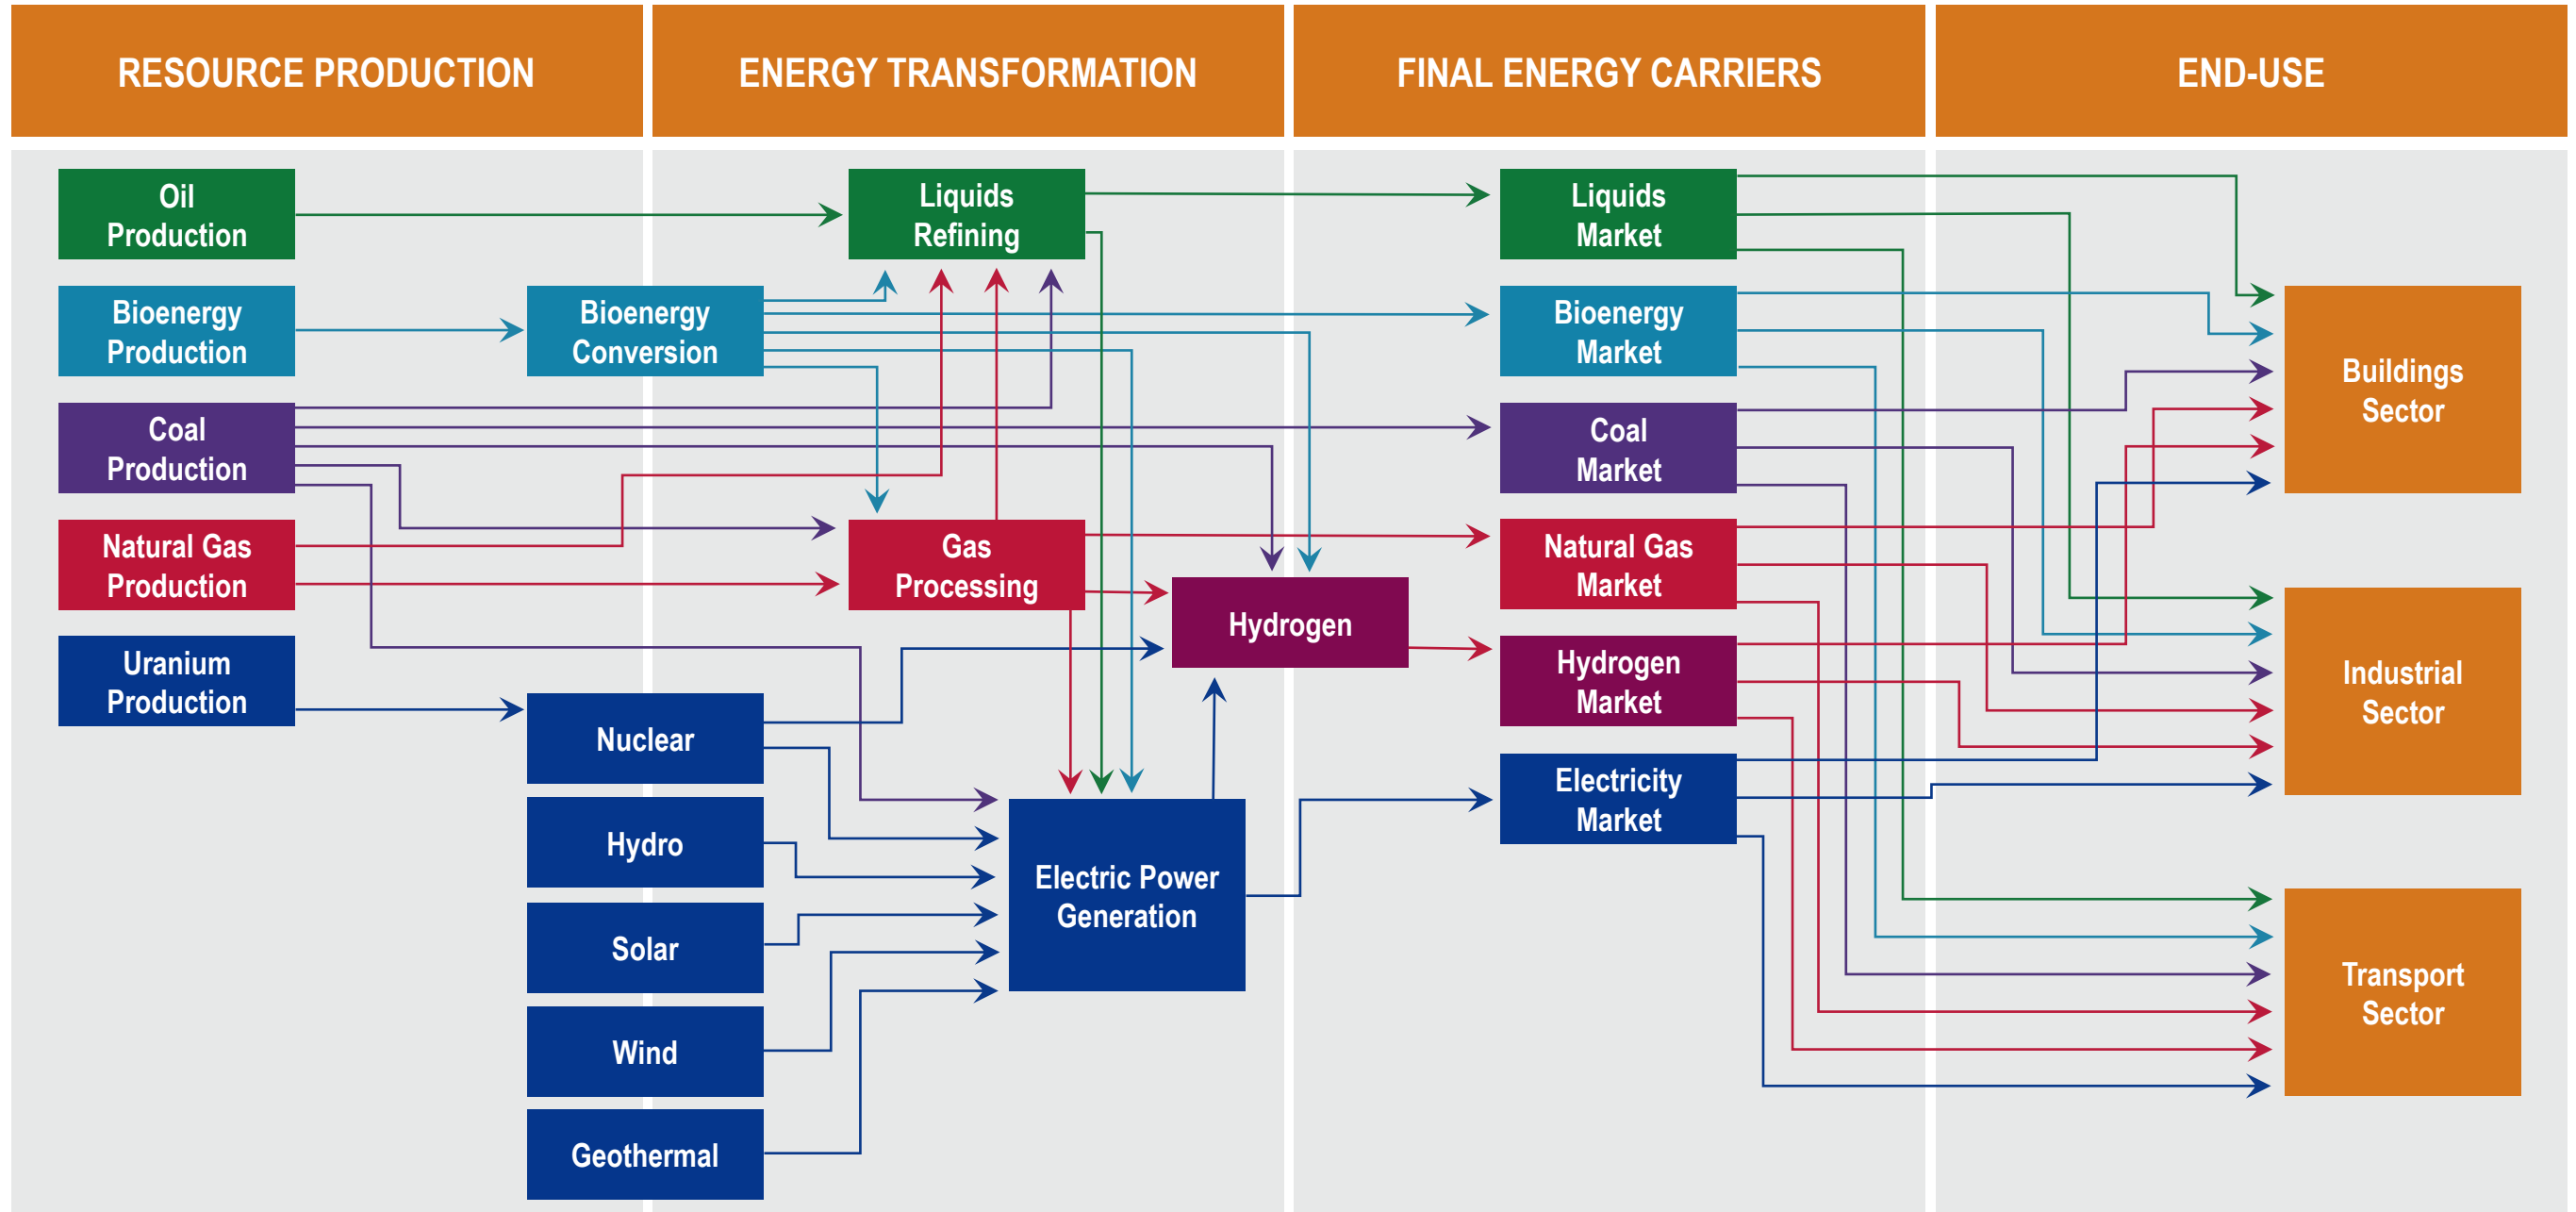 RESOURCE PRODUCTION
ENERGY TRANSFORMATION
FINAL ENERGY CARRIERS
END-USE
Oil
Production
Bioenergy
Production
Coal
Production
Natural Gas
Production
Uranium
Production
Bioenergy
Conversion
Nuclear
Hydro
Solar
Wind
Geothermal
Liquids
Refining
Gas
Processing
Hydrogen
Electric Power
Generation
Liquids
Market
Bioenergy
Market
Coal
Market
Natural Gas
Market
Hydrogen
Market
Electricity
Market
Buildings
Sector
Industrial
Sector
Transport
Sector